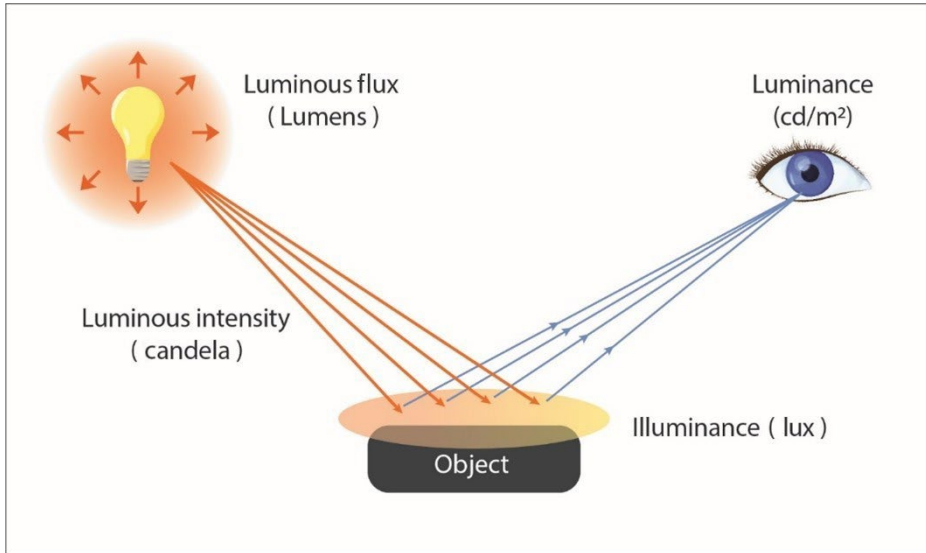 Luminous flux
( Lumens )
Luminance
(cd/m²)
Luminous intensity
( candela )
Illuminance ( lux )
Object